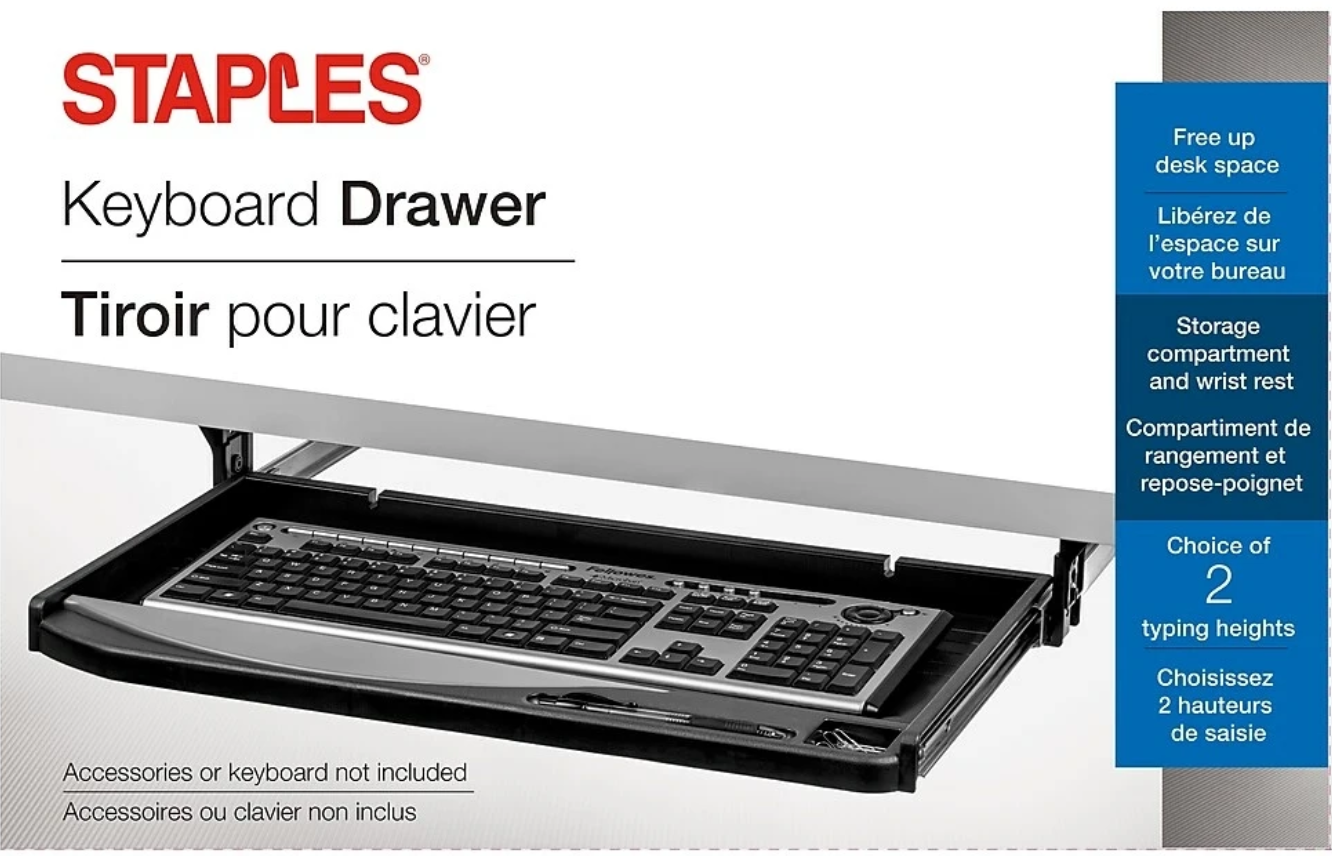 STAPLES®
Keyboard Drawer
Tiroir pour clavier
Free up
desk space
Libérez de
l'espace sur
votre bureau
Storage
compartment
and wrist rest
Compartiment de
rangement et
repose-poignet
Choice of
2
typing heights
Choisissez
2 hauteurs
de saisie
Fellowes
Accessories or keyboard not included
Accessoires ou clavier non inclus